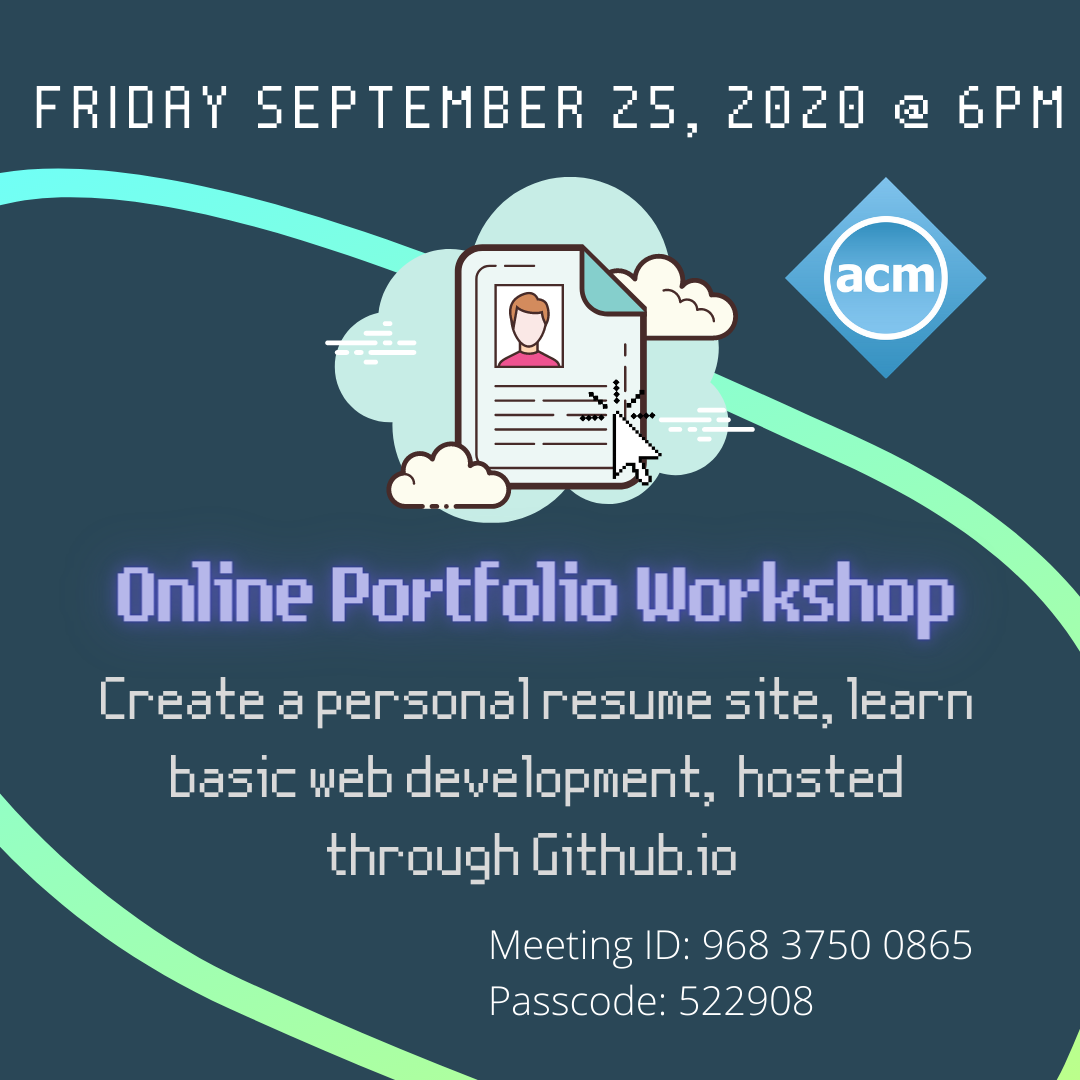 FRIDAY SEPTEMBER 25, 2020 @ 6PM
acm
Online Portfolio Workshop
Create a personal resume site, learn
basic web development, hosted
through Github.io
Meeting ID: 968 3750 0865
Passcode: 522908